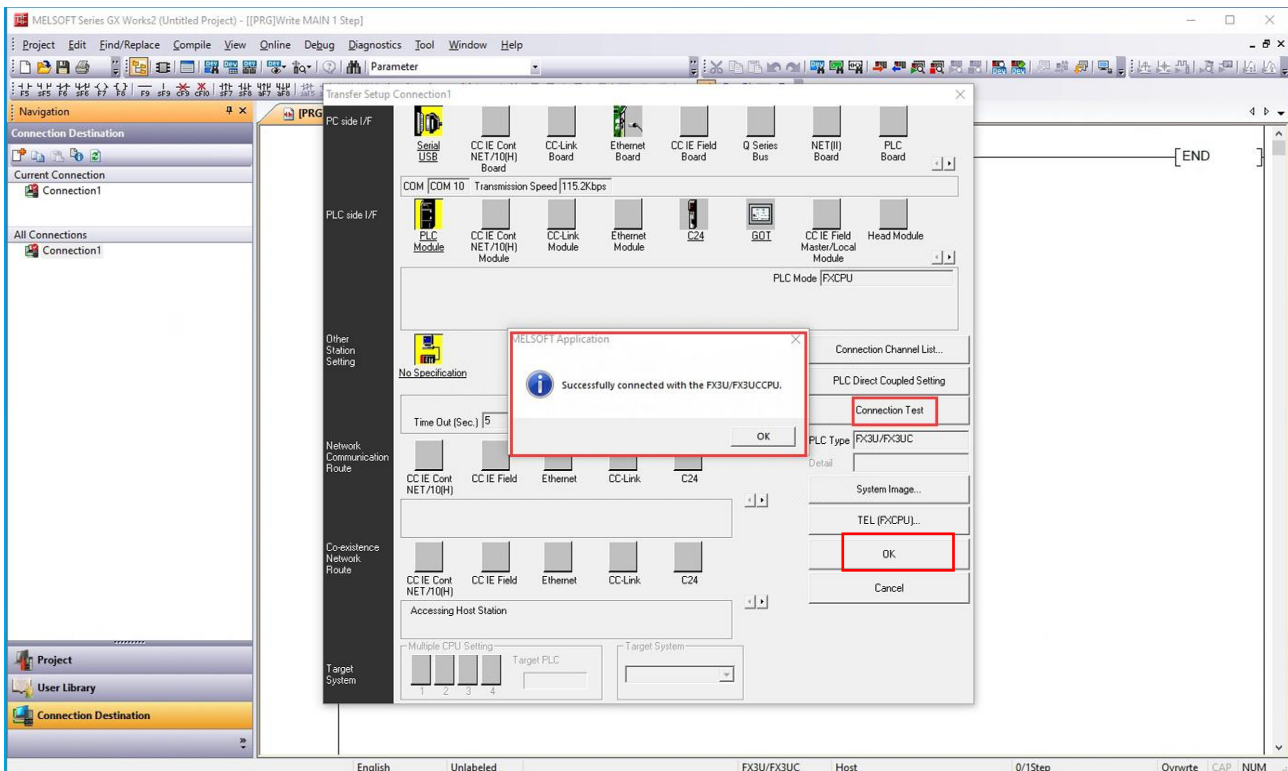 MELSOFT Series GX Works2 (Untitled Project) - [[PRG]Write MAIN 1 Step]
Project Edit Find/Replace Compile View Online Debug Diagnostics Tool Window Help
Parameter
Navigation
[PRG
Connection Destination
Current Connection
Connection1
All Connections
Connection1
Project
User Library
Connection Destination
END
Transfer Setup Connection1
PC side I/F
Serial USB
CC IE Cont NET/10(H) Board
CC-Link Board
Ethernet Board
CC IE Field Board
Q Series Bus
NET(II) Board
PLC Board
COM COM 10 Transmission Speed 115.2Kbps
PLC side I/F
PLC Module
CC IE Cont NET/10(H) Module
CC-Link Module
Ethernet Module
C24
GOT
CC IE Field Master/Local Module
Head Module
PLC Mode FXCPU
Other Station Setting
No Specification
Time Out (Sec.) 5
MELSOFT Application
Successfully connected with the FX3U/FX3UCCPU.
OK
Connection Channel List...
PLC Direct Coupled Setting
Connection Test
PLC Type FX3U/FX3UC
Detail
System Image...
TEL (FXCPU)...
OK
Cancel
Network Communication Route
CC IE Cont NET/10(H)
CC IE Field
Ethernet
CC-Link
C24
Co-existence Network Route
CC IE Cont NET/10(H)
CC IE Field
Ethernet
CC-Link
C24
Accessing Host Station
Target System
Multiple CPU Setting
1 2 3 4
Target PLC
Target System
English Unlabeled FX3U/FX3UC Host 0/1Step Ovrwrte CAP NUM